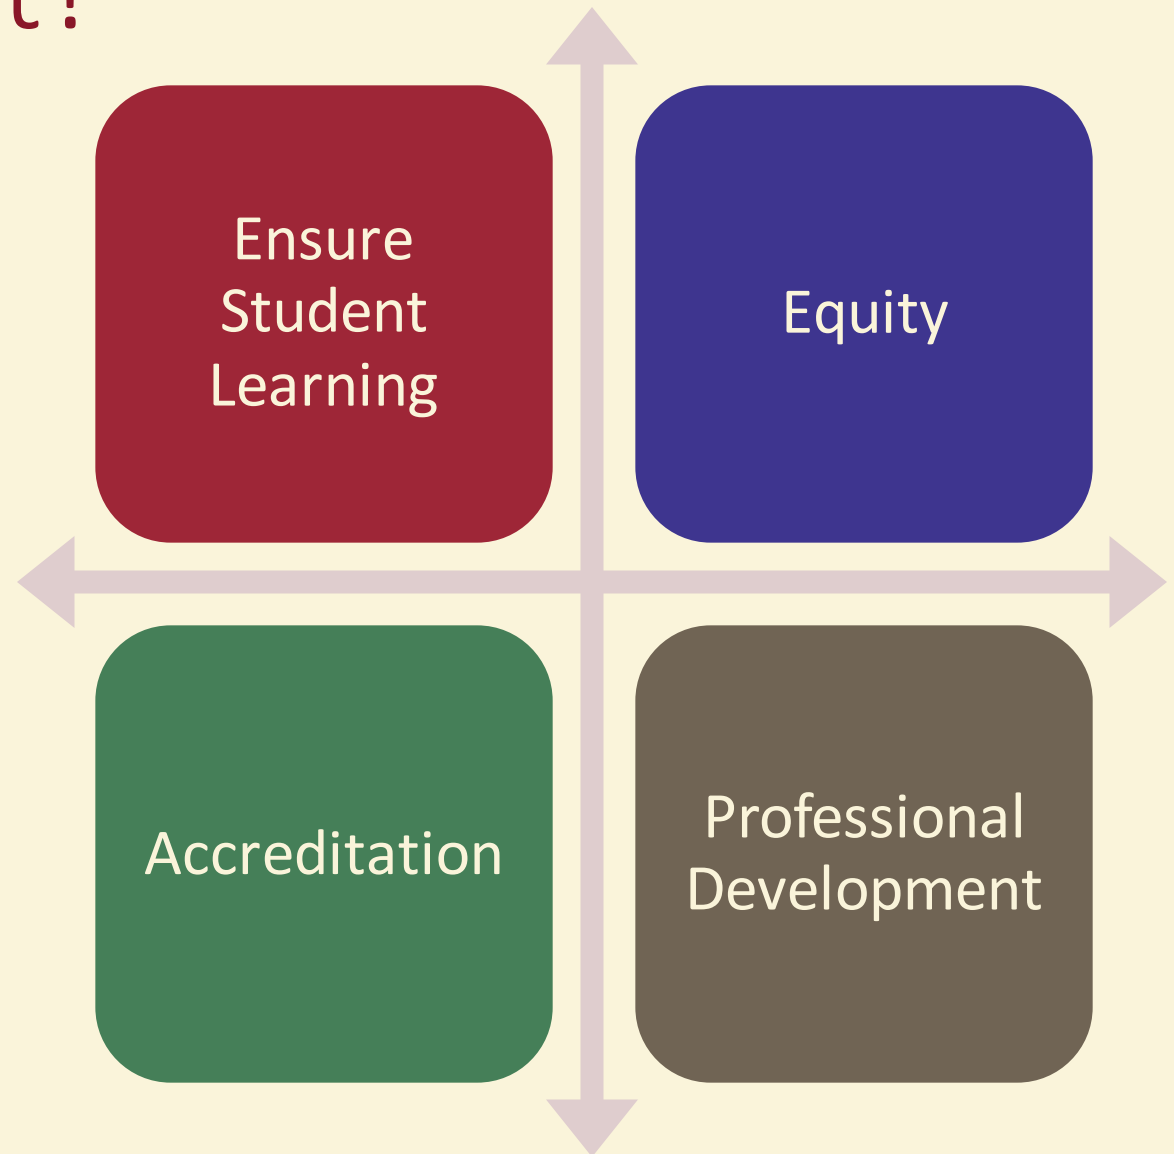 Ensure
Student
Learning
Equity
Accreditation
Professional
Development